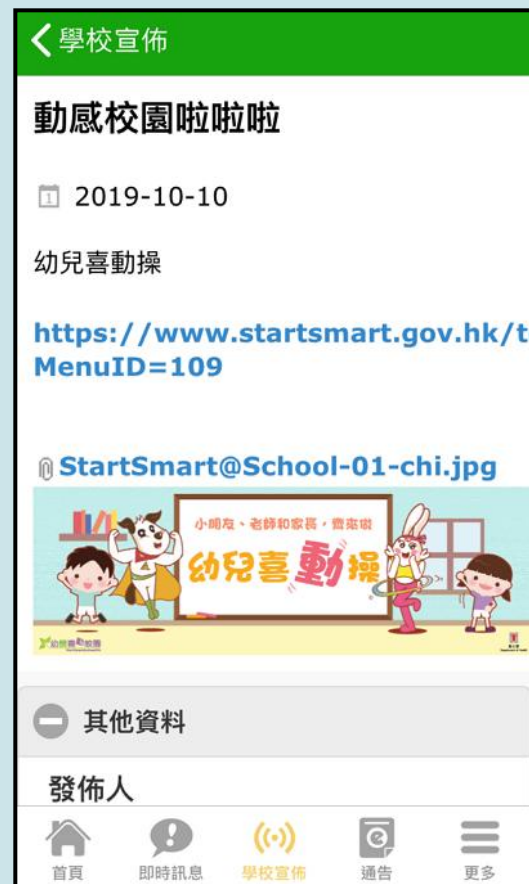 學校宣佈
動感校園啦啦啦
1 2019-10-10
幼兒喜動操
https://www.startsmart.gov.hk/t
MenuID=109
StartSmart@School-01-chi.jpg
小朋友、老師和家長，齊來做
幼兒喜動操
其他資料
發佈人
首頁 即時訊息 學校宣佈 通告 更多